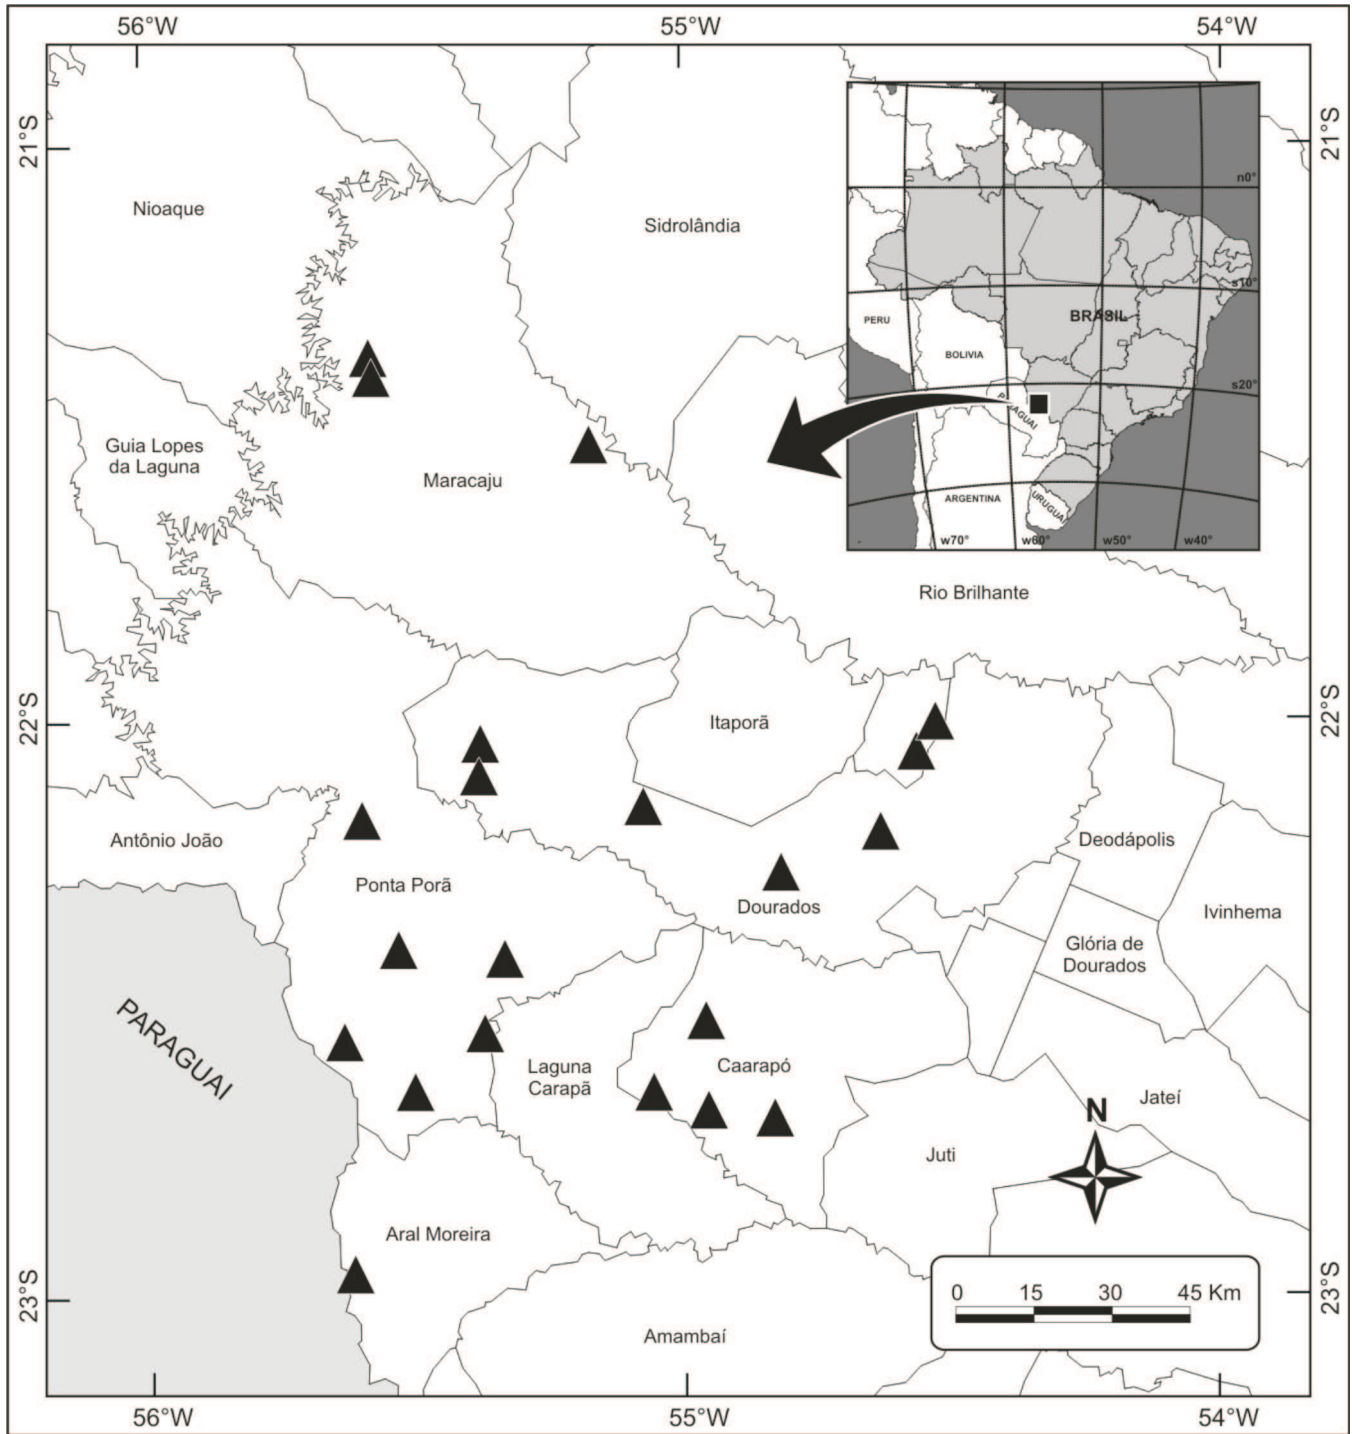 56°W
55°W
54°W
21°S
21°S
Nioaque
Sidrolândia
n0°
s10°
PERU
BRASIL
BOLIVIA
s20°
PARAGUAI
ARGENTINA
URUGUAI
w70°
w60°
w50°
w40°
Guia Lopes
da Laguna
Maracaju
Rio Brilhante
22°S
22°S
Itaporã
Antônio João
Deodápolis
Ponta Porã
Dourados
Ivinhema
Glória de
Dourados
PARAGUAI
Laguna
Carapã
Caarapó
Jateí
N
Juti
Aral Moreira
23°S
23°S
0 15 30 45 Km
Amambaí
56°W
55°W
54°W